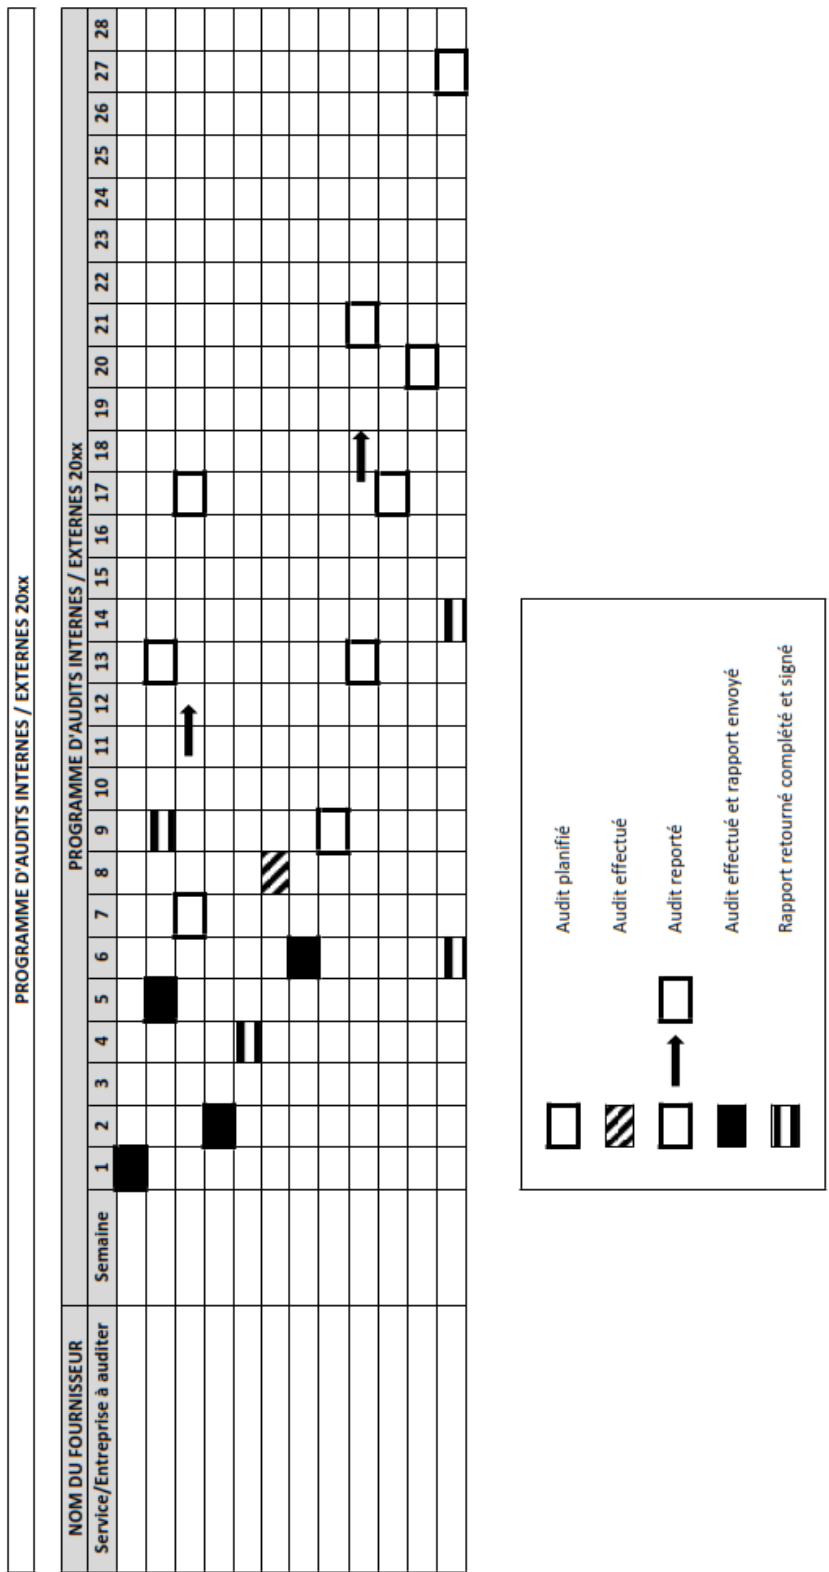 PROGRAMME D'AUDITS INTERNES / EXTERNES 20xx
NOM DU FOURNISSEUR PROGRAMME D'AUDITS INTERNES / EXTERNES 20xx
Service/Entreprise à auditer Semaine 1 2 3 4 5 6 7 8 9 10 11 12 13 14 15 16 17 18 19 20 21 22 23 24 25 26 27 28
Audit planifié
Audit effectué
Audit reporté
Audit effectué et rapport envoyé
Rapport retourné complété et signé